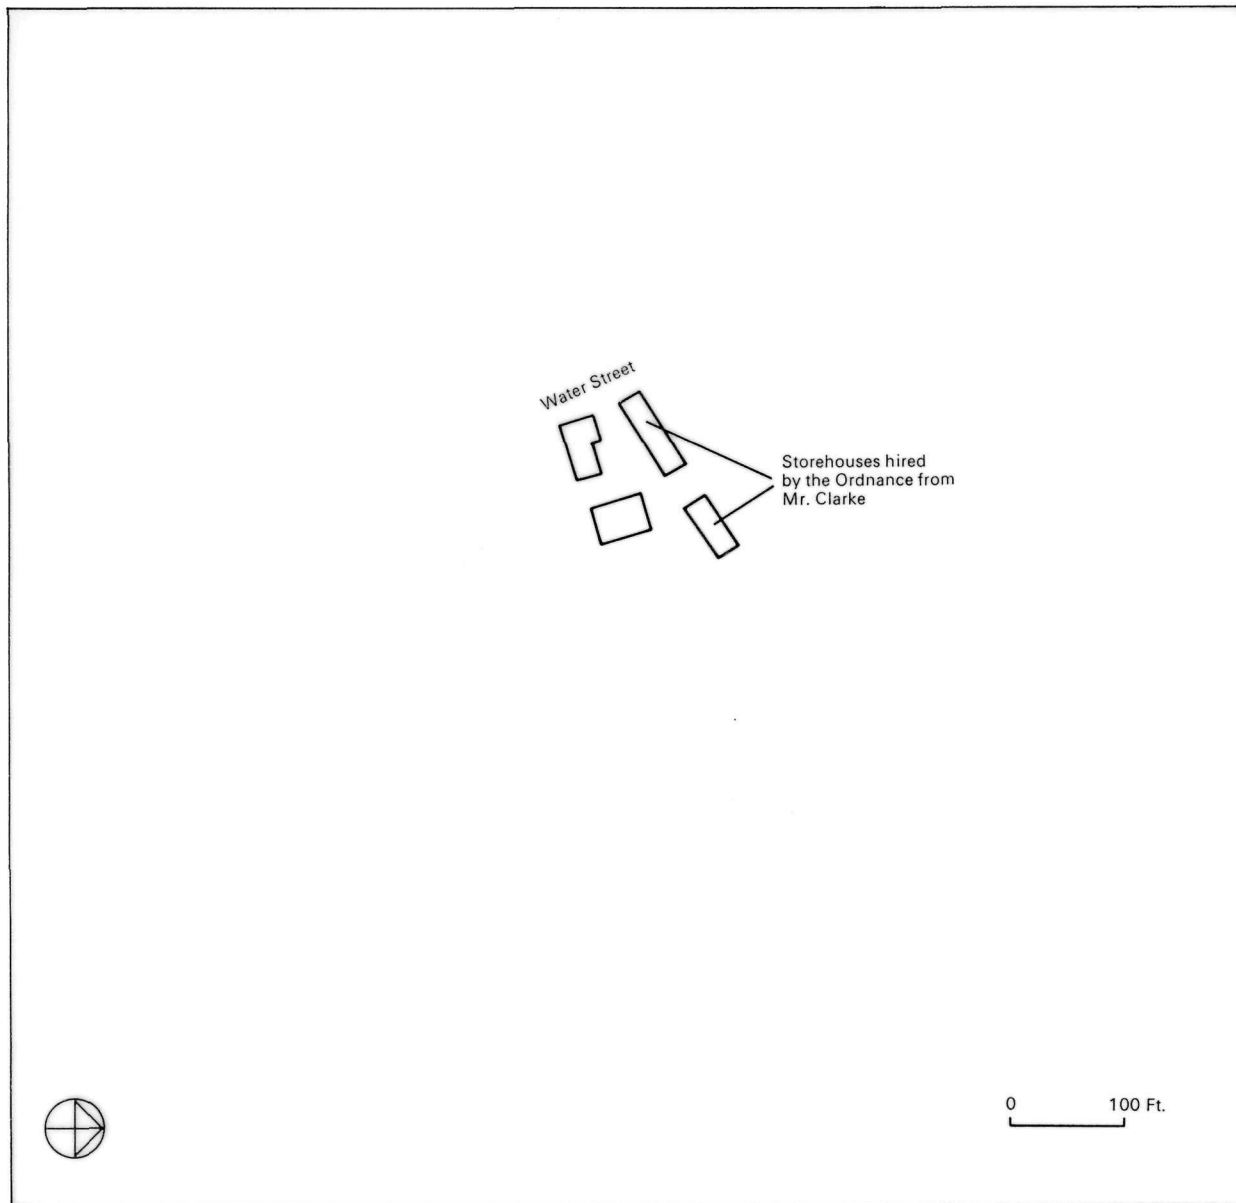 Water Street
Storehouses hired
by the Ordnance from
Mr. Clarke
0 100 Ft.